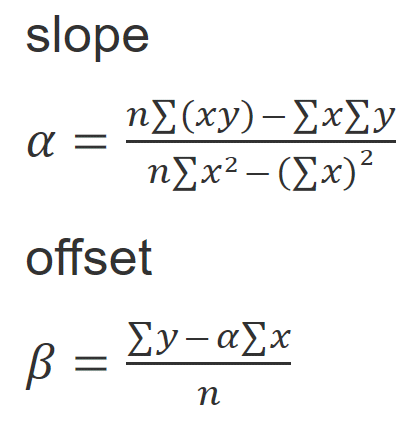 slope
α = n∑(xy) − ∑x∑y / n∑x² − (∑x)²
offset
β = ∑y − α∑x / n